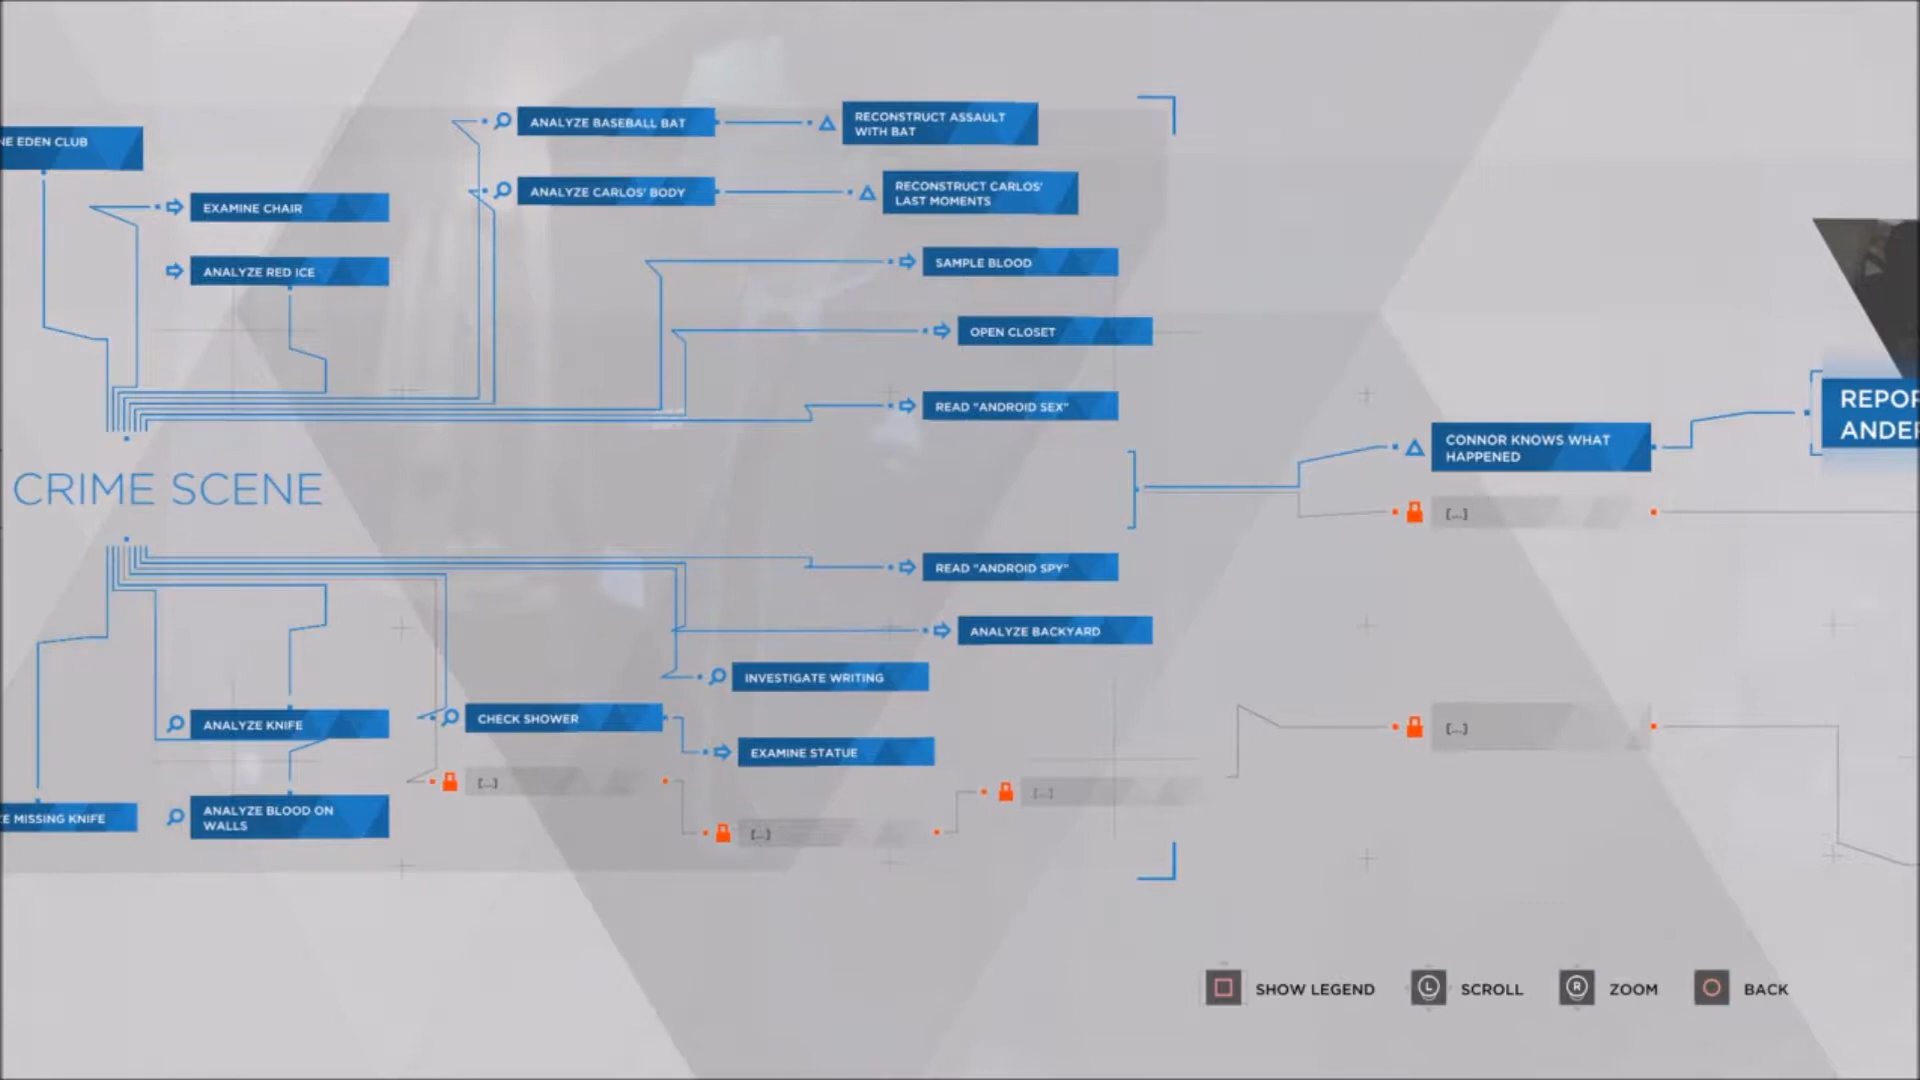 ANALYZE BASEBALL BAT
RECONSTRUCT ASSAULT
WITH BAT
NE EDEN CLUB
ANALYZE CARLOS' BODY
RECONSTRUCT CARLOS'
LAST MOMENTS
EXAMINE CHAIR
ANALYZE RED ICE
SAMPLE BLOOD
OPEN CLOSET
READ "ANDROID SEX"
REPOR
ANDER
CONNOR KNOWS WHAT
HAPPENED
CRIME SCENE
[...]
READ "ANDROID SPY"
ANALYZE BACKYARD
INVESTIGATE WRITING
ANALYZE KNIFE
CHECK SHOWER
[...]
EXAMINE STATUE
[...]
[...]
ZE MISSING KNIFE
ANALYZE BLOOD ON
WALLS
[...]
SHOW LEGEND
L
SCROLL
R
ZOOM
BACK